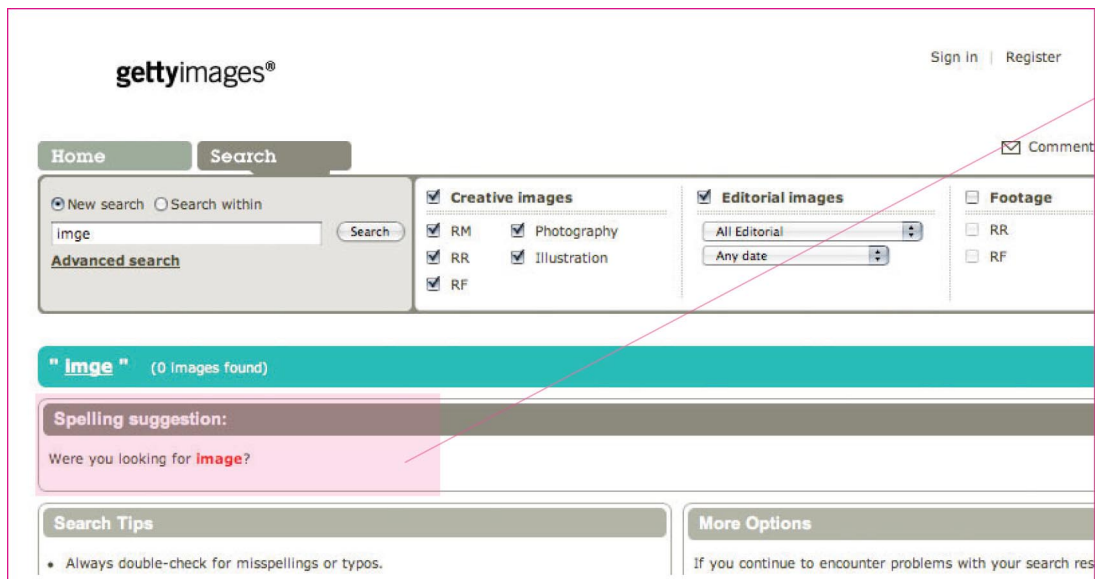 gettyimages®
Sign in | Register
Home
Search
Comment
New search Search within
imge
Search
Advanced search
Creative images
RM Photography
RR Illustration
RF
Editorial images
All Editorial
Any date
Footage
RR
RF
" imge " (0 images found)
Spelling suggestion:
Were you looking for image?
Search Tips
• Always double-check for misspellings or typos.
More Options
If you continue to encounter problems with your search res